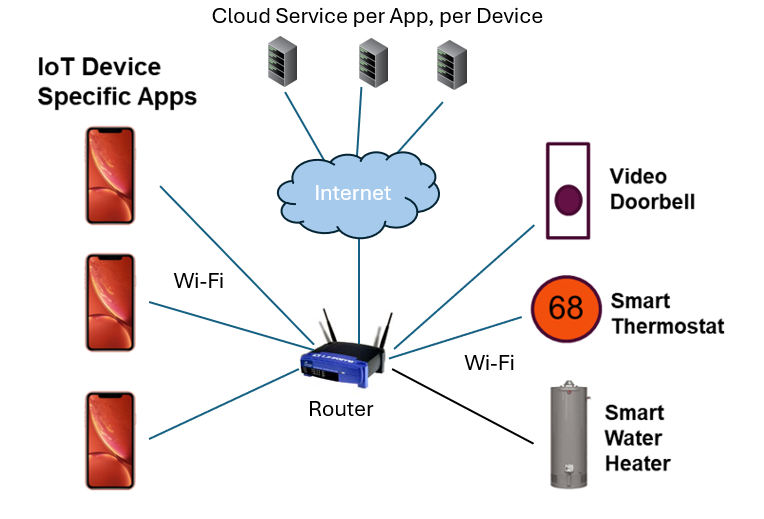 Cloud Service per App, per Device
IoT Device
Specific Apps
Internet
Video
Doorbell
Wi-Fi
68
Smart
Thermostat
Wi-Fi
Router
Smart
Water
Heater